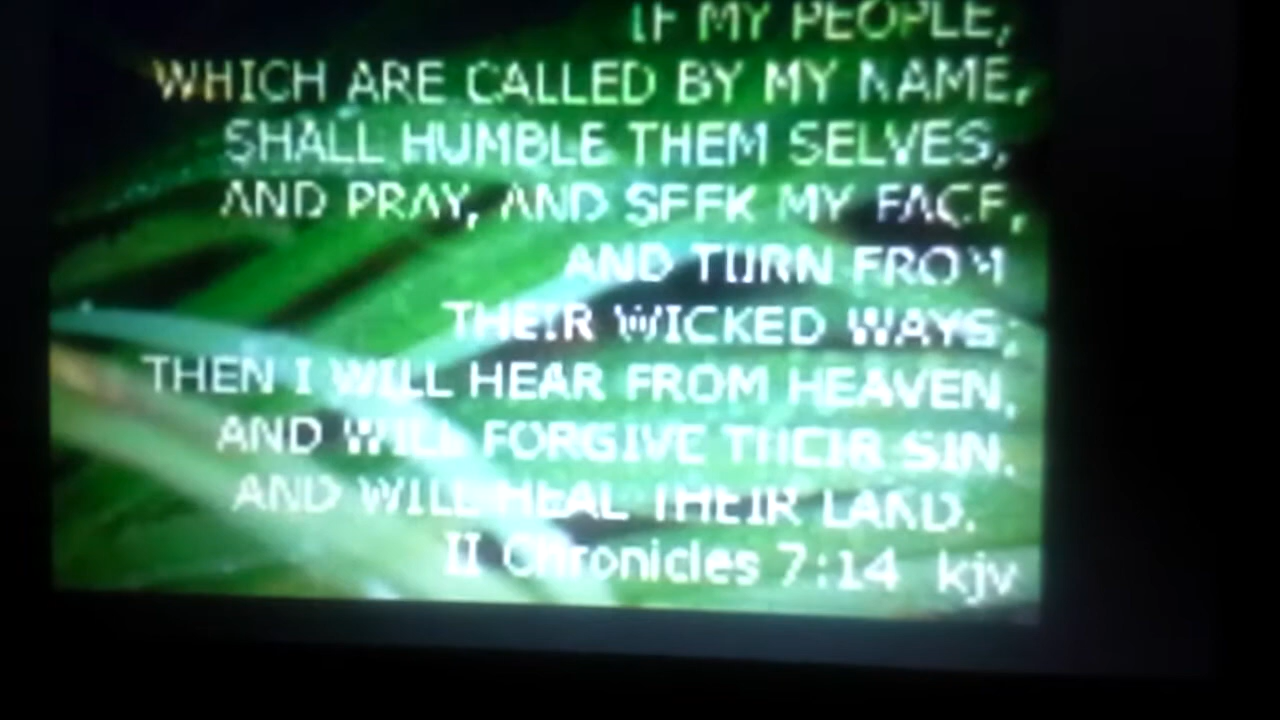 IF MY PEOPLE,
WHICH ARE CALLED BY MY NAME,
SHALL HUMBLE THEM SELVES,
AND PRAY, AND SEEK MY FACE,
AND TURN FROM
THEIR WICKED WAYS;
THEN I WILL HEAR FROM HEAVEN,
AND WILL FORGIVE THEIR SIN.
AND WILL HEAL THEIR LAND.
II Chronicles 7:14 kjv